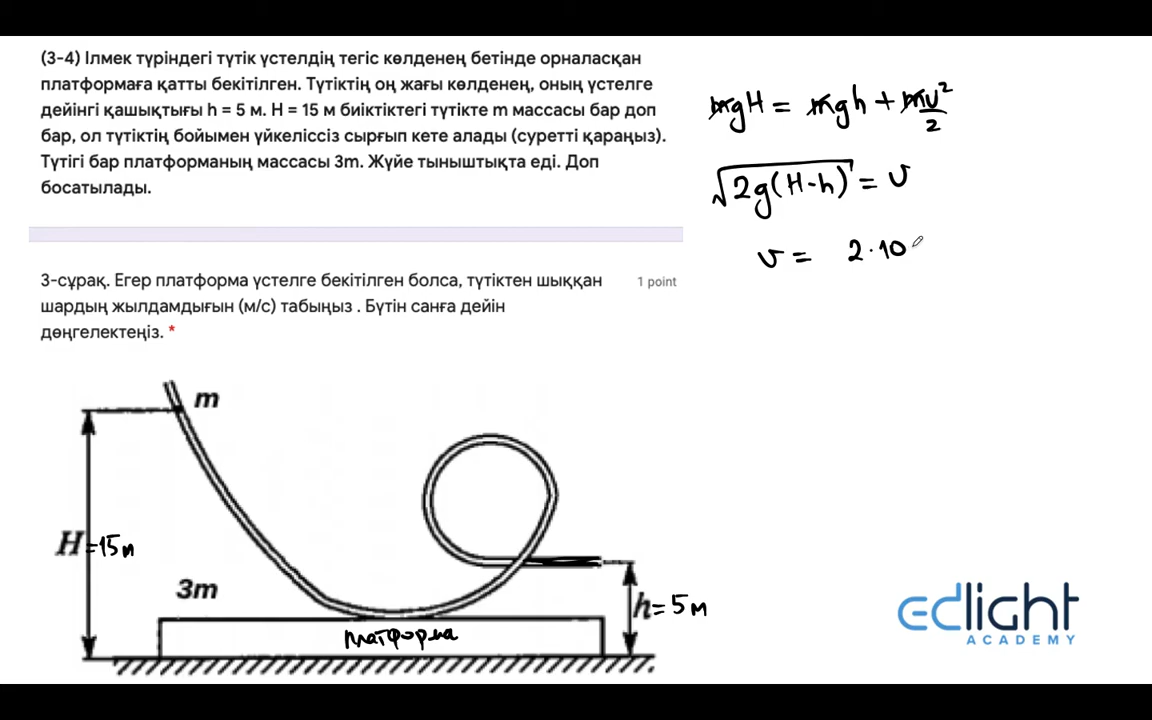 (3-4) Ілмек түріндегі түтік үстелдің тегіс көлденең бетінде орналасқан
платформаға қатты бекітілген. Түтіктің оң жағы көлденең, оның үстелге
дейінгі қашықтығы h = 5 м. H = 15 м биіктіктегі түтікте m массасы бар доп
бар, ол түтіктің бойымен үйкеліссіз сырғып кете алады (суретті қараңыз).
Түтігі бар платформаның массасы 3m. Жүйе тыныштықта еді. Доп
босатылады.
mgH = mgh + mv²/2
√2g(H-h) = v
v = 2·10
3-сұрақ. Егер платформа үстелге бекітілген болса, түтіктен шыққан
шардың жылдамдығын (м/с) табыңыз . Бүтін санға дейін
дөңгелектеңіз. *
1 point
m
H = 15 м
3m
h = 5 м
платформа
edlight
ACADEMY